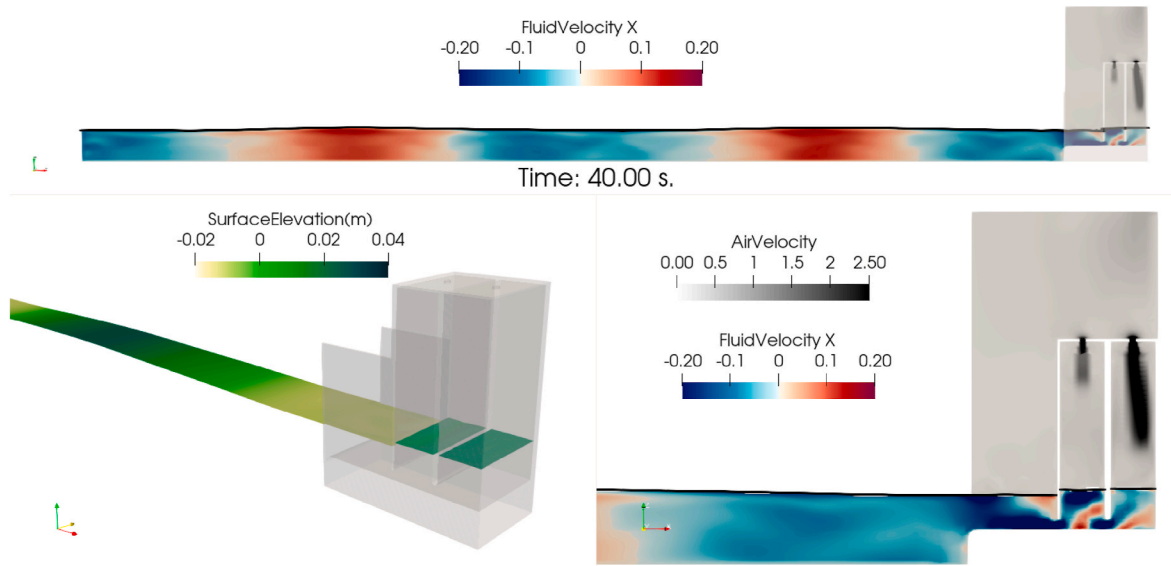 FluidVelocity X
-0.20 -0.1 0 0.1 0.20
Time: 40.00 s.
SurfaceElevation(m)
-0.02 0 0.02 0.04
AirVelocity
0.00 0.5 1 1.5 2 2.50
FluidVelocity X
-0.20 -0.1 0 0.1 0.20